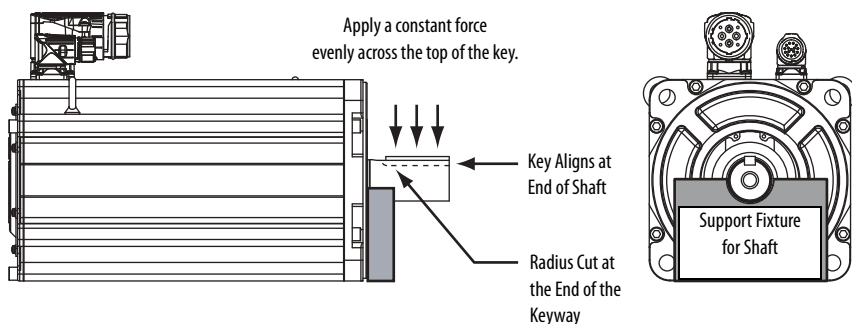 Apply a constant force
evenly across the top of the key.
Key Aligns at
End of Shaft
Radius Cut at
the End of the
Keyway
Support Fixture
for Shaft